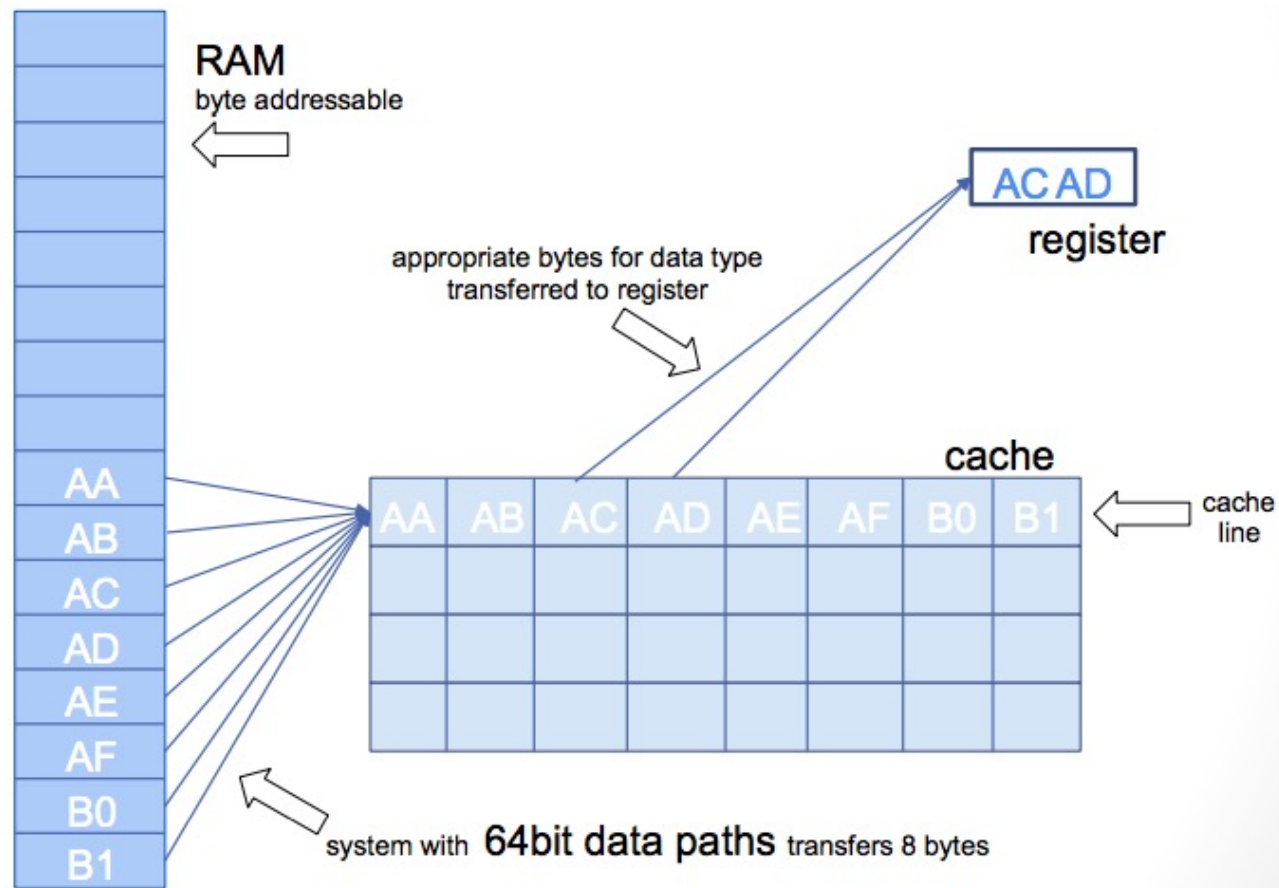 RAM
byte addressable
AC AD
register
appropriate bytes for data type
transferred to register
cache
cache
line
AA
AB
AC
AD
AE
AF
B0
B1
AA AB AC AD AE AF B0 B1
system with 64bit data paths transfers 8 bytes